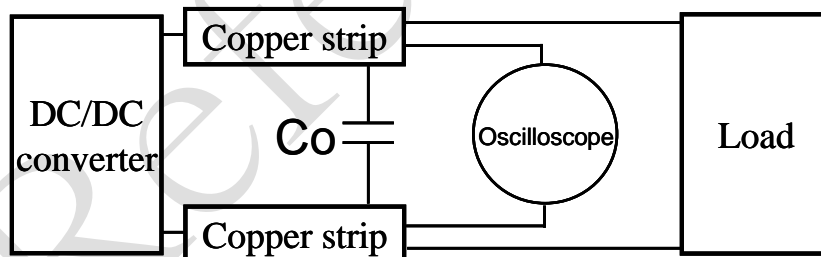 Copper strip
DC/DC
converter
Co
Oscilloscope
Load
Copper strip